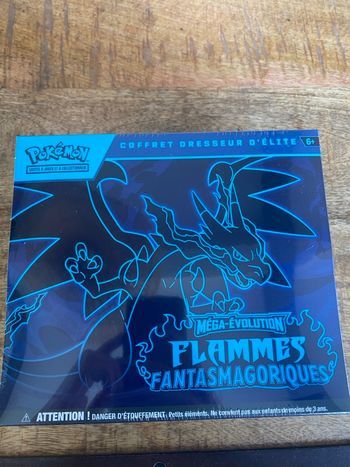 POKÉMON
CARTES À JOUER ET À COLLECTIONNER
COFFRET DRESSEUR D'ÉLITE
6+
MÉGA-ÉVOLUTION
FLAMMES
FANTASMAGORIQUES
ATTENTION ! DANGER D'ÉTOUFFEMENT. Petits éléments. Ne convient pas aux enfants de moins de 3 ans.